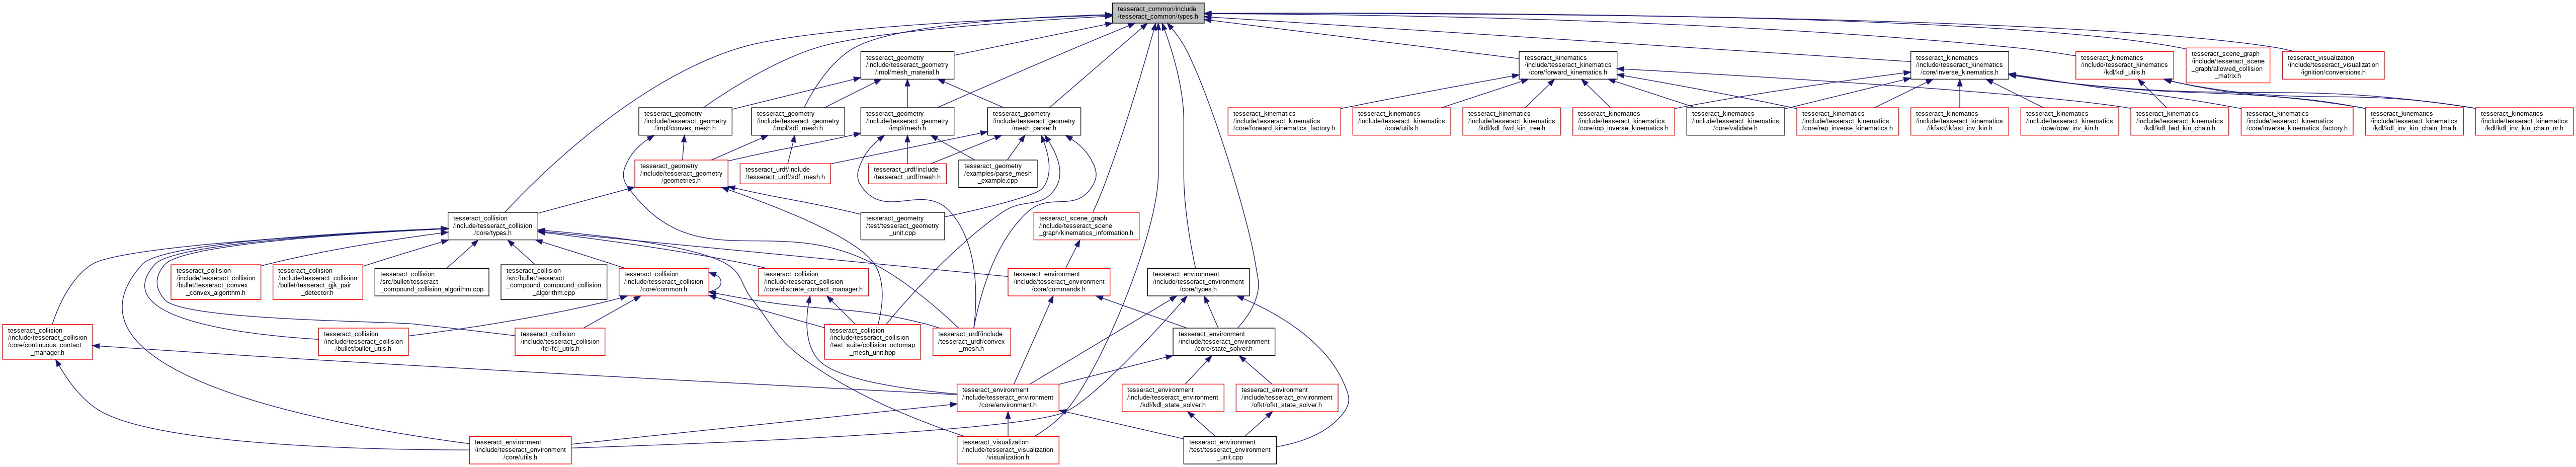 tesseract_common/include
/tesseract_common/types.h
tesseract_geometry
/include/tesseract_geometry
/impl/mesh_material.h
tesseract_kinematics
/include/tesseract_kinematics
/core/forward_kinematics.h
tesseract_kinematics
/include/tesseract_kinematics
/core/inverse_kinematics.h
tesseract_kinematics
/include/tesseract_kinematics
/kdl/kdl_utils.h
tesseract_scene_graph
/include/tesseract_scene
_graph/allowed_collision
_matrix.h
tesseract_visualization
/include/tesseract_visualization
/ignition/conversions.h
tesseract_geometry
/include/tesseract_geometry
/impl/convex_mesh.h
tesseract_geometry
/include/tesseract_geometry
/impl/sdf_mesh.h
tesseract_geometry
/include/tesseract_geometry
/impl/mesh.h
tesseract_geometry
/include/tesseract_geometry
/mesh_parser.h
tesseract_kinematics
/include/tesseract_kinematics
/core/forward_kinematics_factory.h
tesseract_kinematics
/include/tesseract_kinematics
/core/utils.h
tesseract_kinematics
/include/tesseract_kinematics
/kdl/kdl_fwd_kin_tree.h
tesseract_kinematics
/include/tesseract_kinematics
/core/rop_inverse_kinematics.h
tesseract_kinematics
/include/tesseract_kinematics
/core/validate.h
tesseract_kinematics
/include/tesseract_kinematics
/core/rep_inverse_kinematics.h
tesseract_kinematics
/include/tesseract_kinematics
/ikfast/ikfast_inv_kin.h
tesseract_kinematics
/include/tesseract_kinematics
/opw/opw_inv_kin.h
tesseract_kinematics
/include/tesseract_kinematics
/kdl/kdl_fwd_kin_chain.h
tesseract_kinematics
/include/tesseract_kinematics
/core/inverse_kinematics_factory.h
tesseract_kinematics
/include/tesseract_kinematics
/kdl/kdl_inv_kin_chain_lma.h
tesseract_kinematics
/include/tesseract_kinematics
/kdl/kdl_inv_kin_chain_nr.h
tesseract_geometry
/include/tesseract_geometry
/geometries.h
tesseract_urdf/include
/tesseract_urdf/sdf_mesh.h
tesseract_urdf/include
/tesseract_urdf/mesh.h
tesseract_geometry
/examples/parse_mesh
_example.cpp
tesseract_collision
/include/tesseract_collision
/core/types.h
tesseract_geometry
/test/tesseract_geometry
_unit.cpp
tesseract_scene_graph
/include/tesseract_scene
_graph/kinematics_information.h
tesseract_collision
/include/tesseract_collision
/bullet/tesseract_convex
_convex_algorithm.h
tesseract_collision
/include/tesseract_collision
/bullet/tesseract_gjk_pair
_detector.h
tesseract_collision
/src/bullet/tesseract
_compound_collision_algorithm.cpp
tesseract_collision
/src/bullet/tesseract
_compound_compound_collision
_algorithm.cpp
tesseract_collision
/include/tesseract_collision
/core/common.h
tesseract_collision
/include/tesseract_collision
/core/discrete_contact_manager.h
tesseract_environment
/include/tesseract_environment
/core/commands.h
tesseract_environment
/include/tesseract_environment
/core/types.h
tesseract_collision
/include/tesseract_collision
/core/continuous_contact
_manager.h
tesseract_collision
/include/tesseract_collision
/bullet/bullet_utils.h
tesseract_collision
/include/tesseract_collision
/fcl/fcl_utils.h
tesseract_collision
/include/tesseract_collision
/test_suite/collision_octomap
_mesh_unit.hpp
tesseract_urdf/include
/tesseract_urdf/convex
_mesh.h
tesseract_environment
/include/tesseract_environment
/core/state_solver.h
tesseract_environment
/include/tesseract_environment
/core/environment.h
tesseract_environment
/include/tesseract_environment
/kdl/kdl_state_solver.h
tesseract_environment
/include/tesseract_environment
/ofkt/ofkt_state_solver.h
tesseract_environment
/include/tesseract_environment
/core/utils.h
tesseract_visualization
/include/tesseract_visualization
/visualization.h
tesseract_environment
/test/tesseract_environment
_unit.cpp